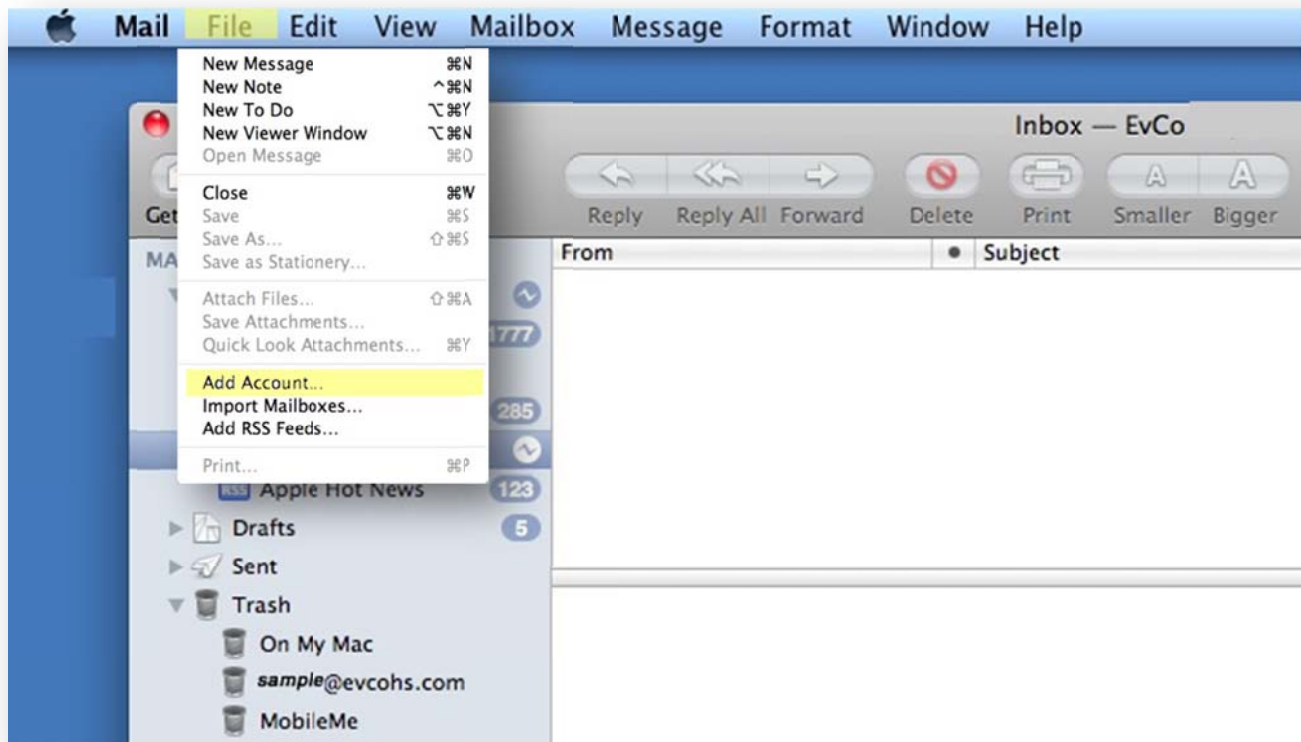 Mail File Edit View Mailbox Message Format Window Help
New Message ⌘N
New Note ^⌘N
New To Do ⌥⌘Y
New Viewer Window ⌥⌘N
Open Message ⌘O
Close ⌘W
Save ⌘S
Save As... ⇧⌘S
Save as Stationery...
Attach Files... ⇧⌘A
Save Attachments...
Quick Look Attachments... ⌘Y
Add Account...
Import Mailboxes...
Add RSS Feeds...
Print... ⌘P
Inbox — EvCo
Get
Reply Reply All Forward Delete Print Smaller Bigger
A A
MA
From Subject
1777
285
RSS Apple Hot News 123
Drafts 5
Sent
Trash
On My Mac
sample@evcohs.com
MobileMe